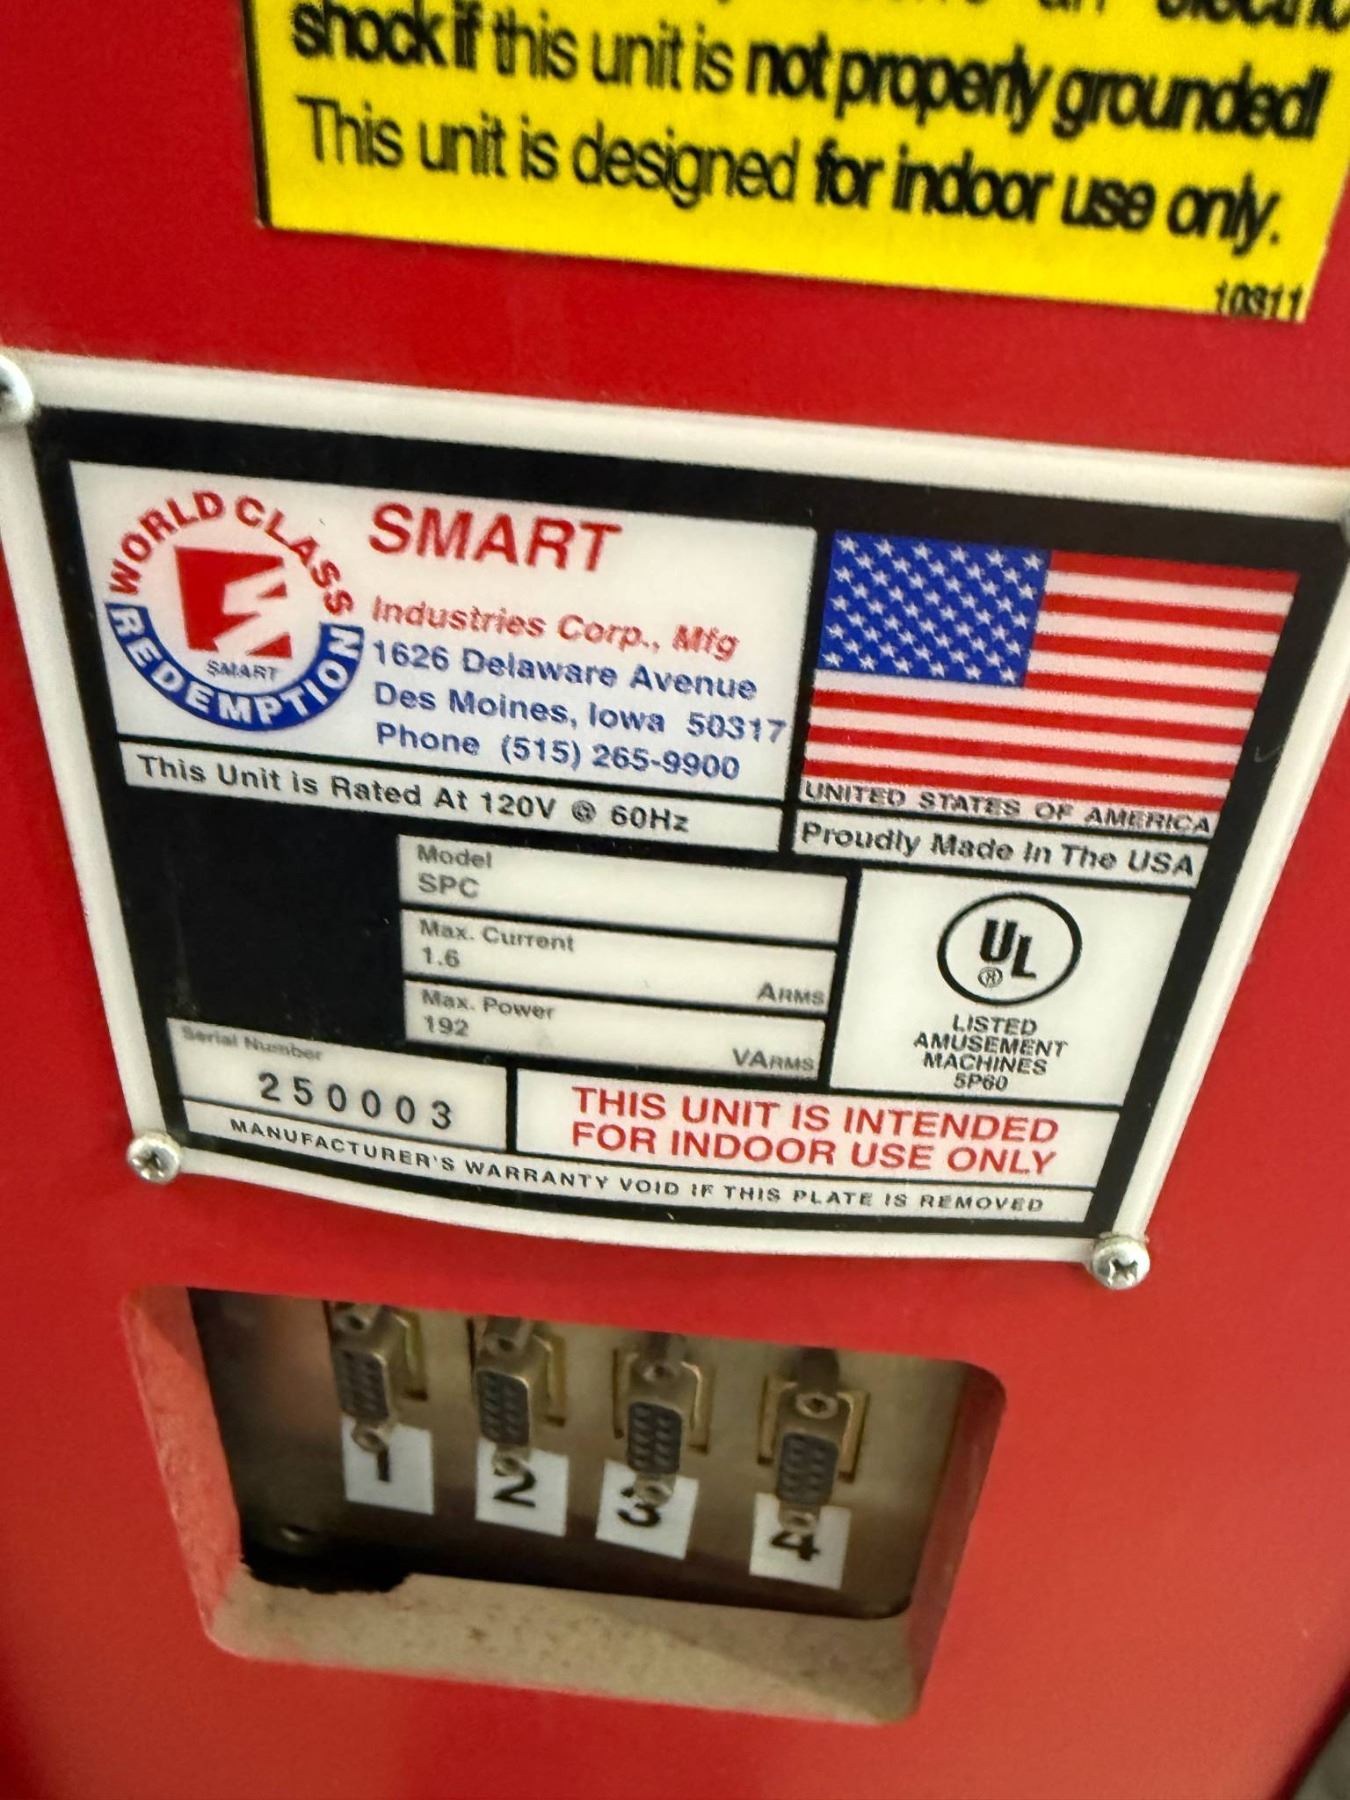 shock if this unit is not properly grounded!
This unit is designed for indoor use only.
10311
WORLD CLASS
SMART
REDEMPTION
SMART
Industries Corp., Mfg
1626 Delaware Avenue
Des Moines, Iowa 50317
Phone (515) 265-9900
UNITED STATES OF AMERICA
This Unit is Rated At 120V @ 60Hz
Proudly Made In The USA
Model
SPC
Max. Current
1.6
ARMS
Max. Power
192
VARMS
UL
®
LISTED
AMUSEMENT
MACHINES
5P60
Serial Number
250003
THIS UNIT IS INTENDED
FOR INDOOR USE ONLY
MANUFACTURER'S WARRANTY VOID IF THIS PLATE IS REMOVED
1 2 3 4